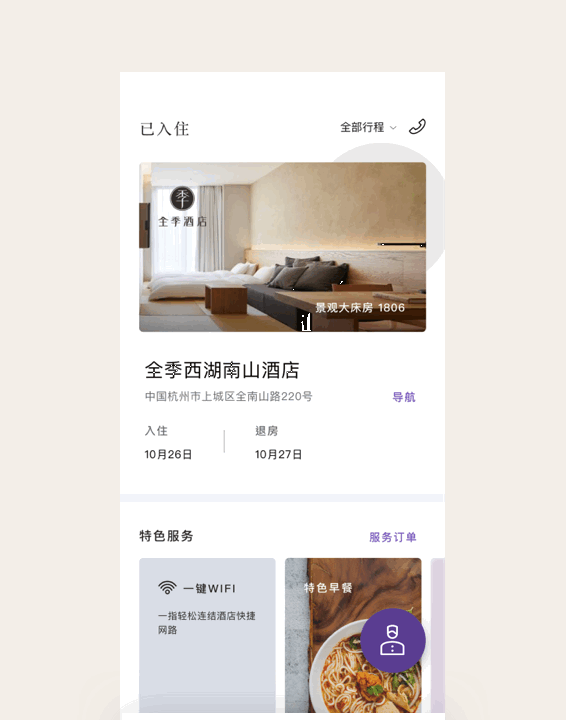 已入住
全部行程
季
全季酒店
景观大床房 1806
全季西湖南山酒店
中国杭州市上城区全南山路220号
导航
入住
退房
10月26日
10月27日
特色服务
服务订单
一键WIFI
一指轻松连结酒店快捷
网路
特色早餐